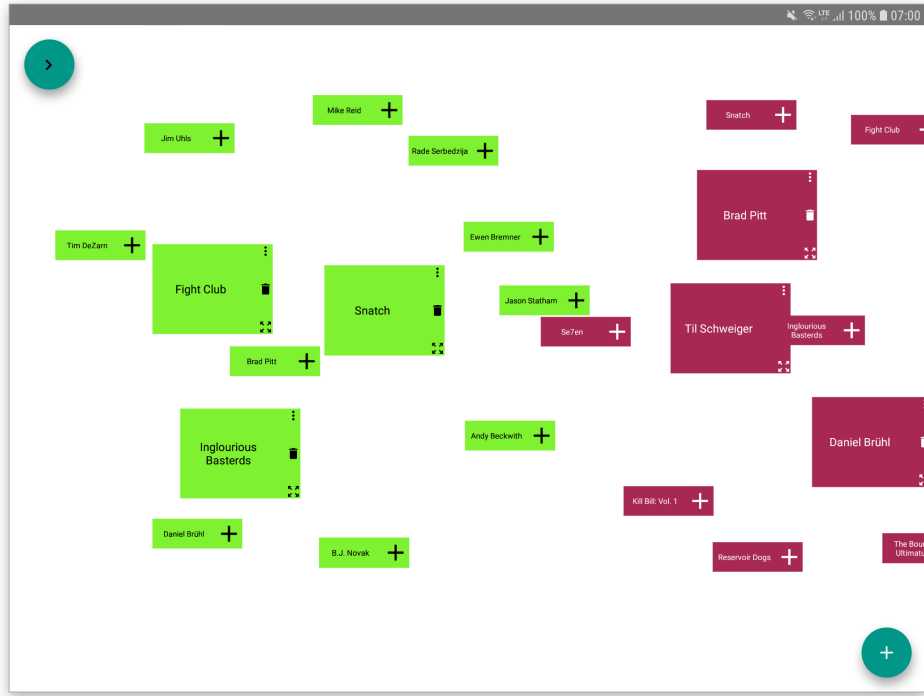 LTE 100% 07:00
Mike Reid
Snatch
Jim Uhls
Fight Club
Rade Serbedzija
Brad Pitt
Ewen Bremner
Tim DeZarn
Fight Club
Jason Statham
Snatch
Se7en
Til Schweiger
Inglourious
Basterds
Brad Pitt
Andy Beckwith
Daniel Brühl
Inglourious
Basterds
Kill Bill: Vol. 1
Daniel Brühl
B.J. Novak
Reservoir Dogs
The Bour
Ultimatu